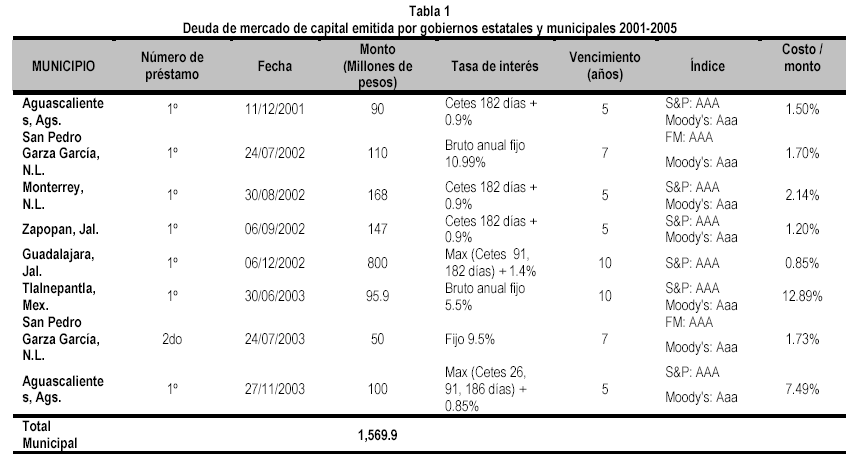 Tabla 1
Deuda de mercado de capital emitida por gobiernos estatales y municipales 2001-2005
MUNICIPIO Número de préstamo Fecha Monto (Millones de pesos) Tasa de interés Vencimiento (años) Índice Costo / monto
Aguascaliente s, Ags. 1º 11/12/2001 90 Cetes 182 días + 0.9% 5 S&P: AAA Moody's: Aaa 1.50%
San Pedro Garza García, N.L. 1º 24/07/2002 110 Bruto anual fijo 10.99% 7 FM: AAA Moody's: Aaa 1.70%
Monterrey, N.L. 1º 30/08/2002 168 Cetes 182 días + 0.9% 5 S&P: AAA Moody's: Aaa 2.14%
Zapopan, Jal. 1º 06/09/2002 147 Cetes 182 días + 0.9% 5 S&P: AAA Moody's: Aaa 1.20%
Guadalajara, Jal. 1º 06/12/2002 800 Max (Cetes 91, 182 días) + 1.4% 10 S&P: AAA 0.85%
Tlalnepantla, Mex. 1º 30/06/2003 95.9 Bruto anual fijo 5.5% 10 S&P: AAA Moody's: Aaa 12.89%
San Pedro Garza García, N.L. 2do 24/07/2003 50 Fijo 9.5% 7 FM: AAA Moody's: Aaa 1.73%
Aguascaliente s, Ags. 1º 27/11/2003 100 Max (Cetes 26, 91, 186 días) + 0.85% 5 S&P: AAA Moody's: Aaa 7.49%
Total Municipal 1,569.9